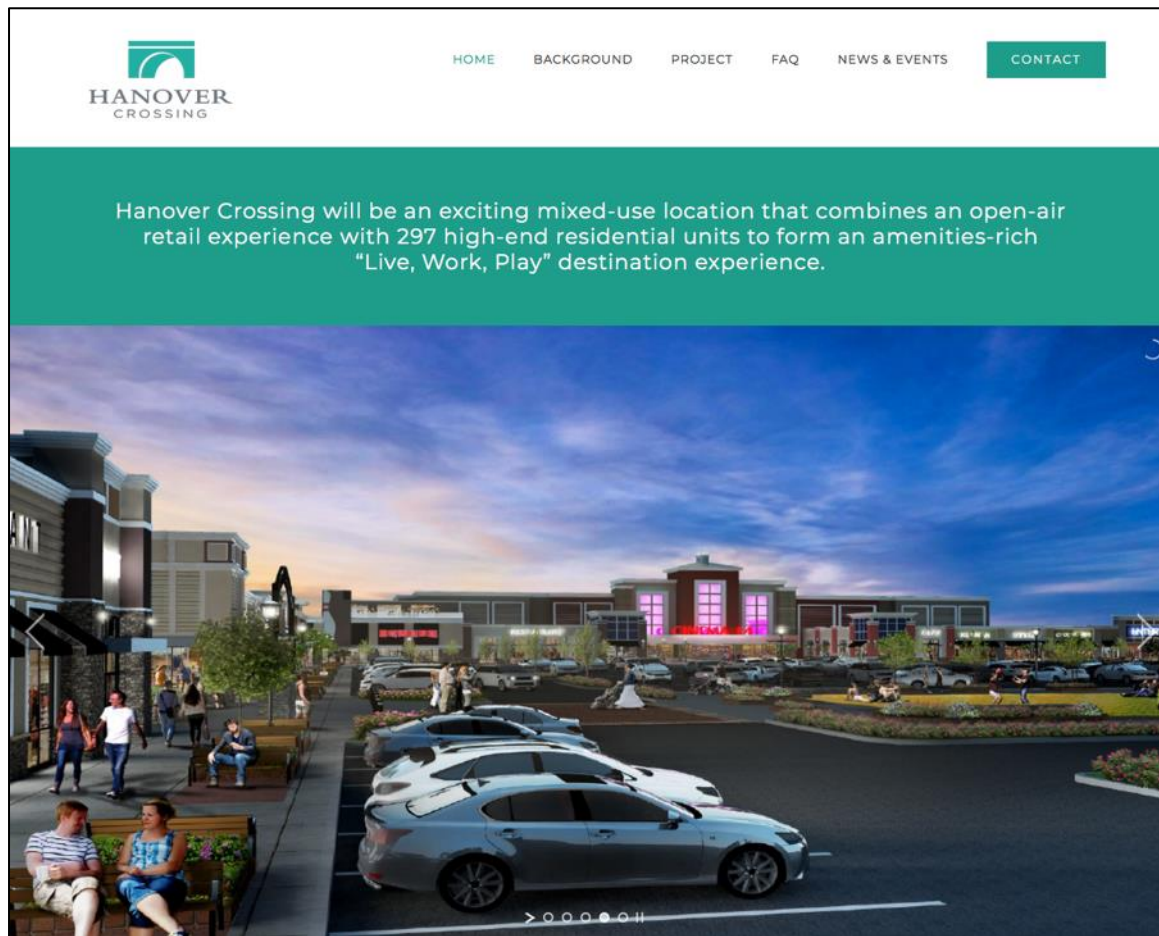 HANOVER
CROSSING
HOME BACKGROUND PROJECT FAQ NEWS & EVENTS CONTACT
Hanover Crossing will be an exciting mixed-use location that combines an open-air
retail experience with 297 high-end residential units to form an amenities-rich
“Live, Work, Play” destination experience.